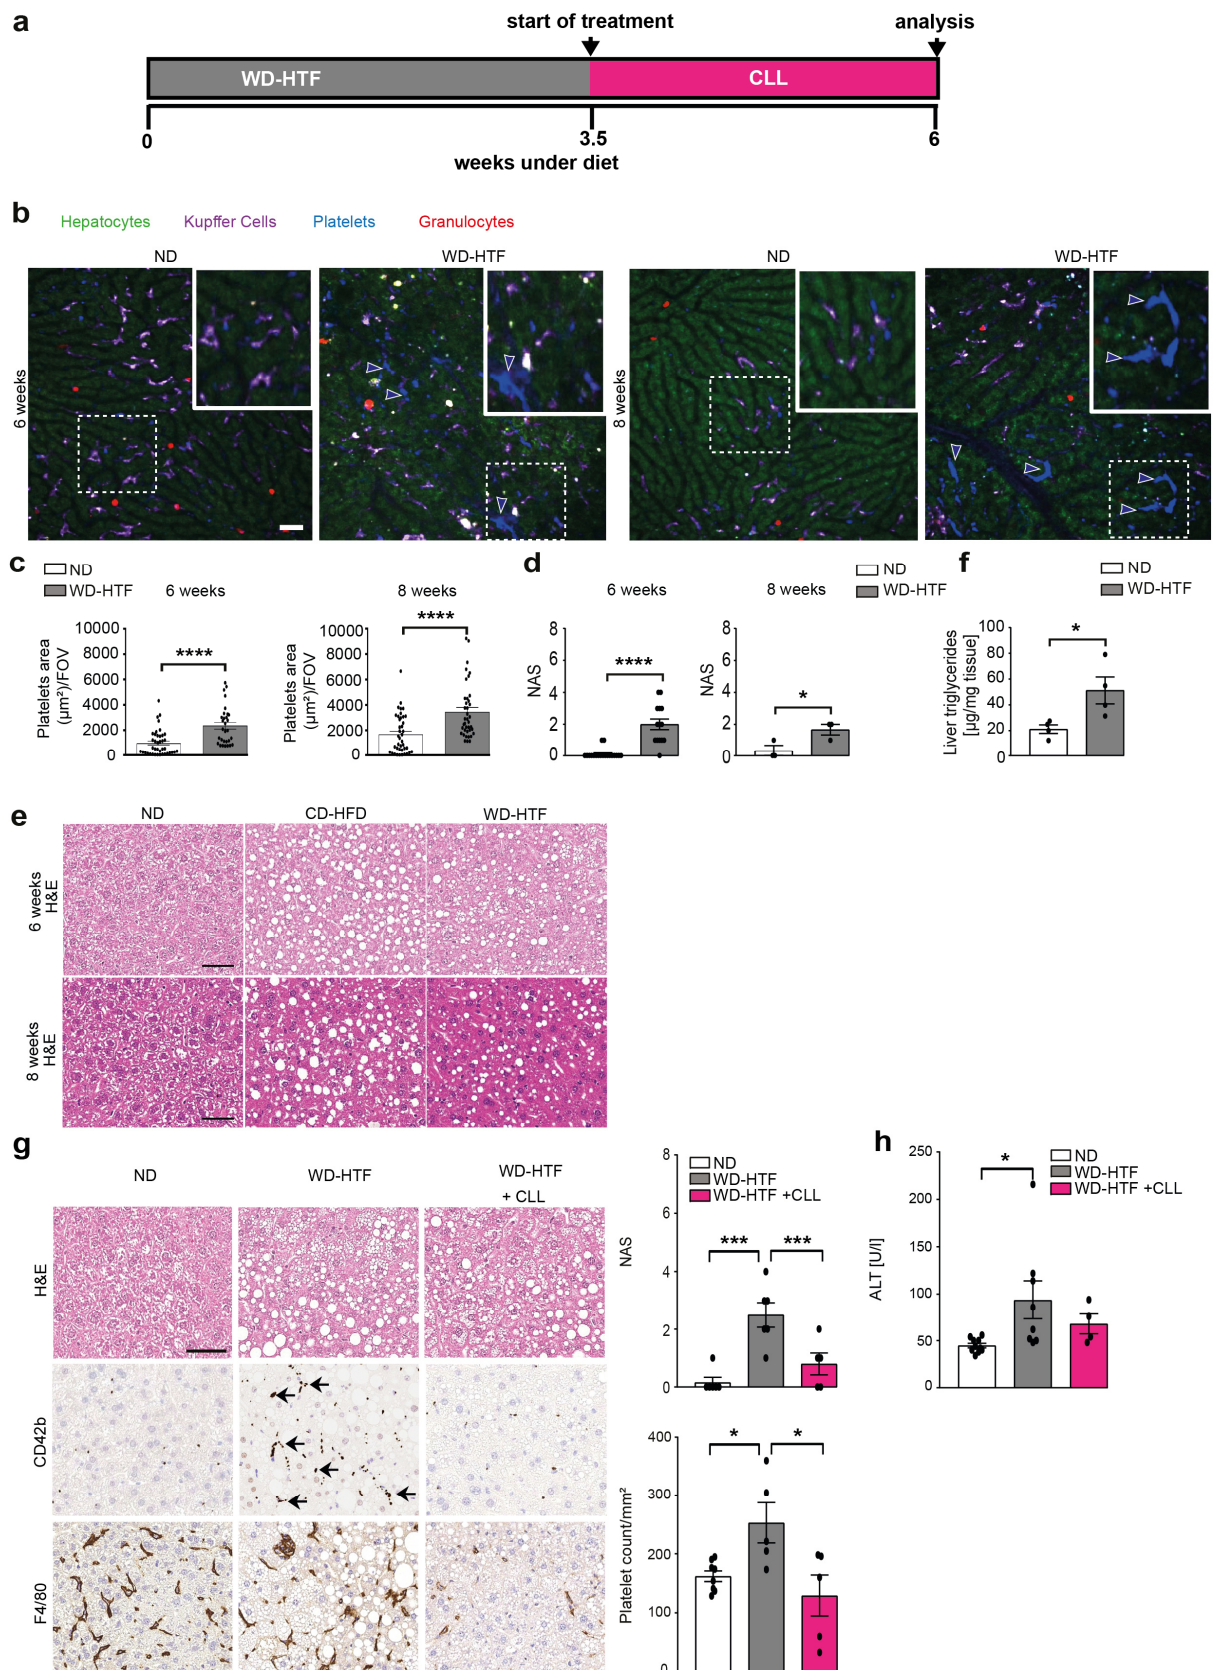 a
start of treatment
analysis
WD-HTF
CLL
0
3.5
6
weeks under diet
b
Hepatocytes
Kupffer Cells
Platelets
Granulocytes
ND
WD-HTF
ND
WD-HTF
6 weeks
8 weeks
c
ND
WD-HTF
6 weeks
8 weeks
Platelets area
(µm²)/FOV
10000
8000
6000
4000
2000
0
****
Platelets area
(µm²)/FOV
10000
8000
6000
4000
2000
0
****
d
6 weeks
8 weeks
ND
WD-HTF
NAS
8
6
4
2
0
****
NAS
8
6
4
2
0
*
f
ND
WD-HTF
Liver triglycerides
[µg/mg tissue]
100
80
60
40
20
0
*
e
ND
CD-HFD
WD-HTF
6 weeks
H&E
8 weeks
H&E
g
ND
WD-HTF
WD-HTF
+ CLL
H&E
CD42b
F4/80
ND
WD-HTF
WD-HTF +CLL
NAS
8
6
4
2
0
***
***
Platelet count/mm²
400
300
200
100
0
*
*
h
ND
WD-HTF
WD-HTF +CLL
ALT [U/l]
250
200
150
100
50
0
*